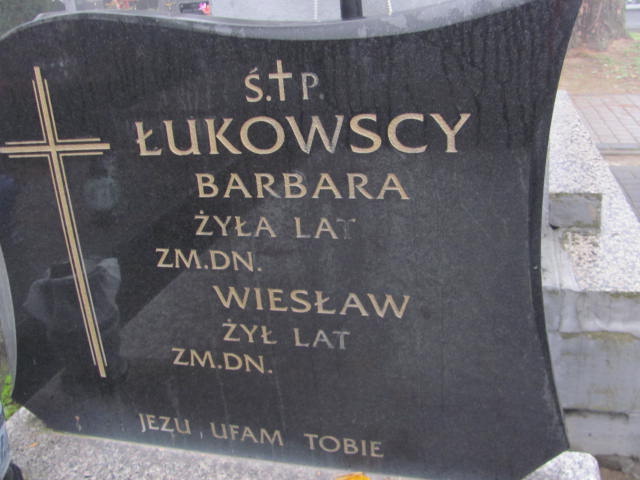 Ś.†P.
ŁUKOWSCY
BARBARA
ŻYŁA LAT
ZM.DN.
WIESŁAW
ŻYŁ LAT
ZM.DN.
JEZU UFAM TOBIE